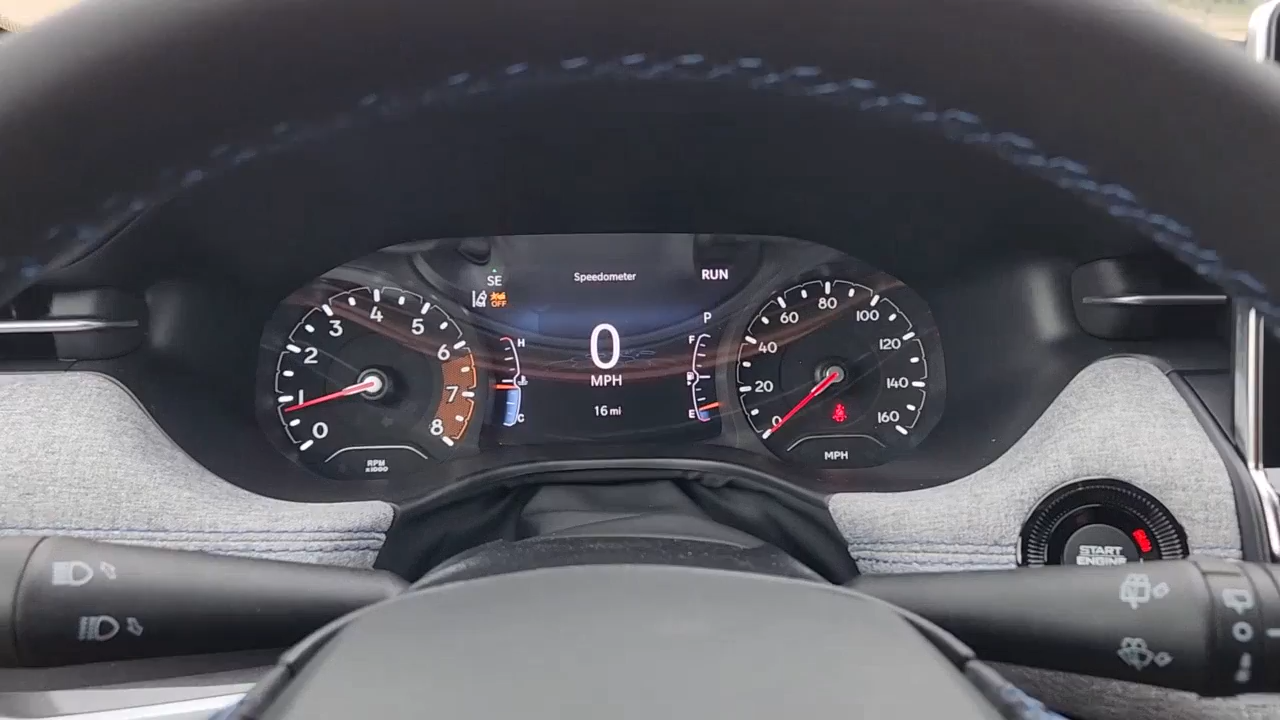 SE
Speedometer
RUN
OFF
P
0
1
2
3
4
5
6
7
8
RPM
x1000
H
C
0
MPH
16 mi
F
E
0
20
40
60
80
100
120
140
160
MPH
START
ENGINE